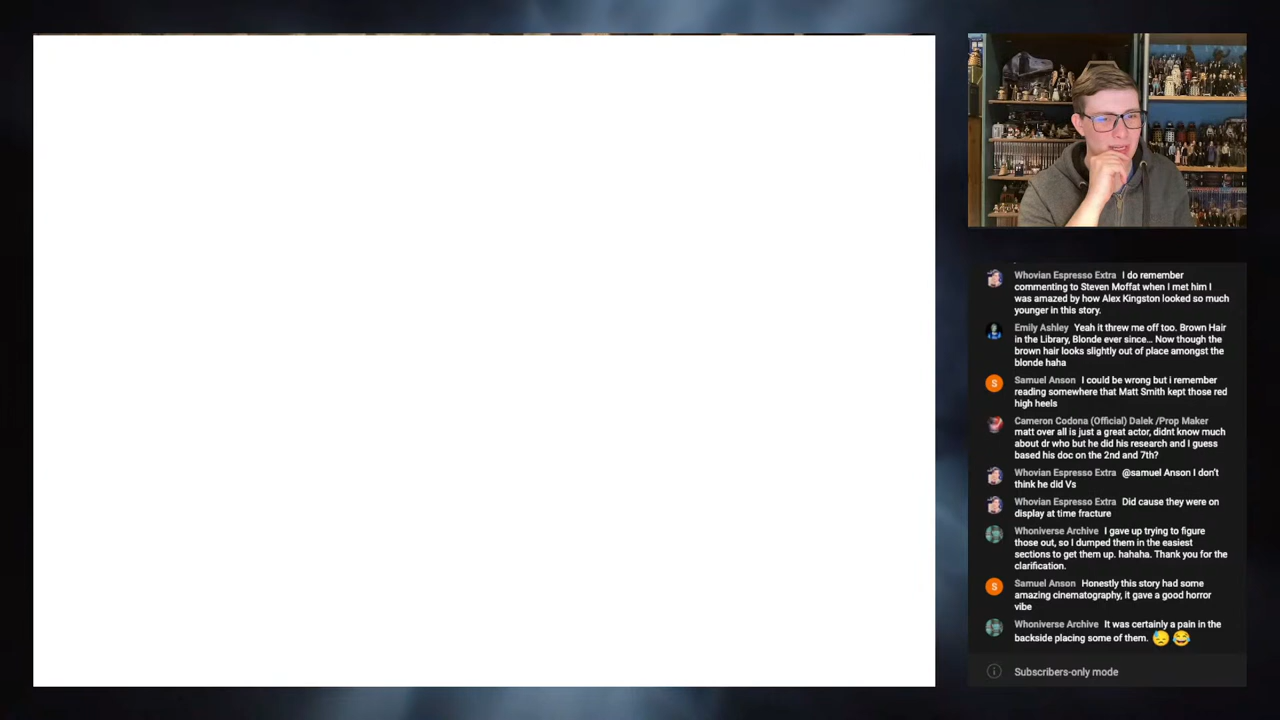 Whovian Espresso Extra I do remember
commenting to Steven Moffat when I met him I
was amazed by how Alex Kingston looked so much
younger in this story.
Emily Ashley Yeah it threw me off too. Brown Hair
in the Library, Blonde ever since... Now though the
brown hair looks slightly out of place amongst the
blonde haha
S
Samuel Anson I could be wrong but i remember
reading somewhere that Matt Smith kept those red
high heels
Cameron Codona (Official) Dalek /Prop Maker
matt over all is just a great actor, didnt know much
about dr who but he did his research and I guess
based his doc on the 2nd and 7th?
Whovian Espresso Extra @samuel Anson I don't
think he did Vs
Whovian Espresso Extra Did cause they were on
display at time fracture
Whoniverse Archive I gave up trying to figure
those out, so I dumped them in the easiest
sections to get them up. hahaha. Thank you for the
clarification.
S
Samuel Anson Honestly this story had some
amazing cinematography, it gave a good horror
vibe
Whoniverse Archive It was certainly a pain in the
backside placing some of them. 😓😂
Subscribers-only mode